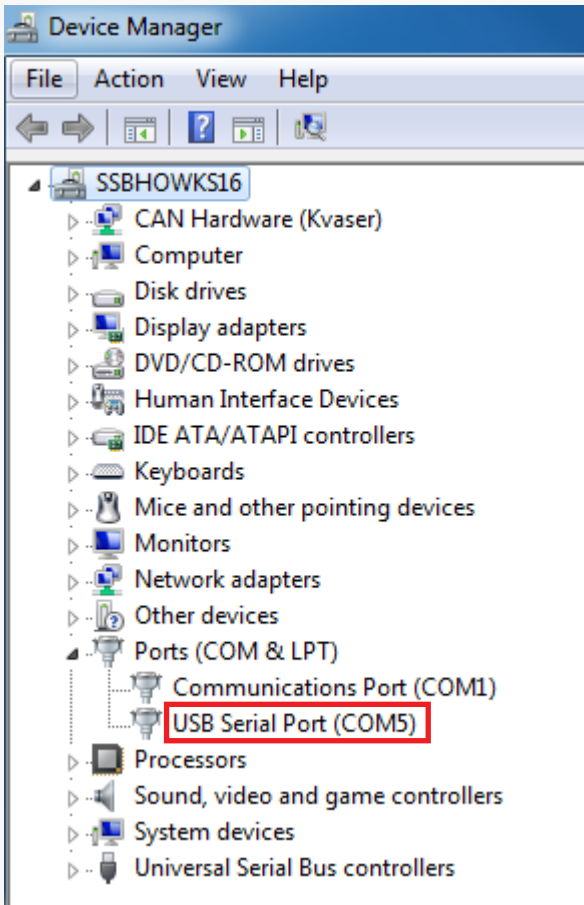 Device Manager
File Action View Help
SSBHOWKS16
CAN Hardware (Kvaser)
Computer
Disk drives
Display adapters
DVD/CD-ROM drives
Human Interface Devices
IDE ATA/ATAPI controllers
Keyboards
Mice and other pointing devices
Monitors
Network adapters
Other devices
Ports (COM & LPT)
Communications Port (COM1)
USB Serial Port (COM5)
Processors
Sound, video and game controllers
System devices
Universal Serial Bus controllers